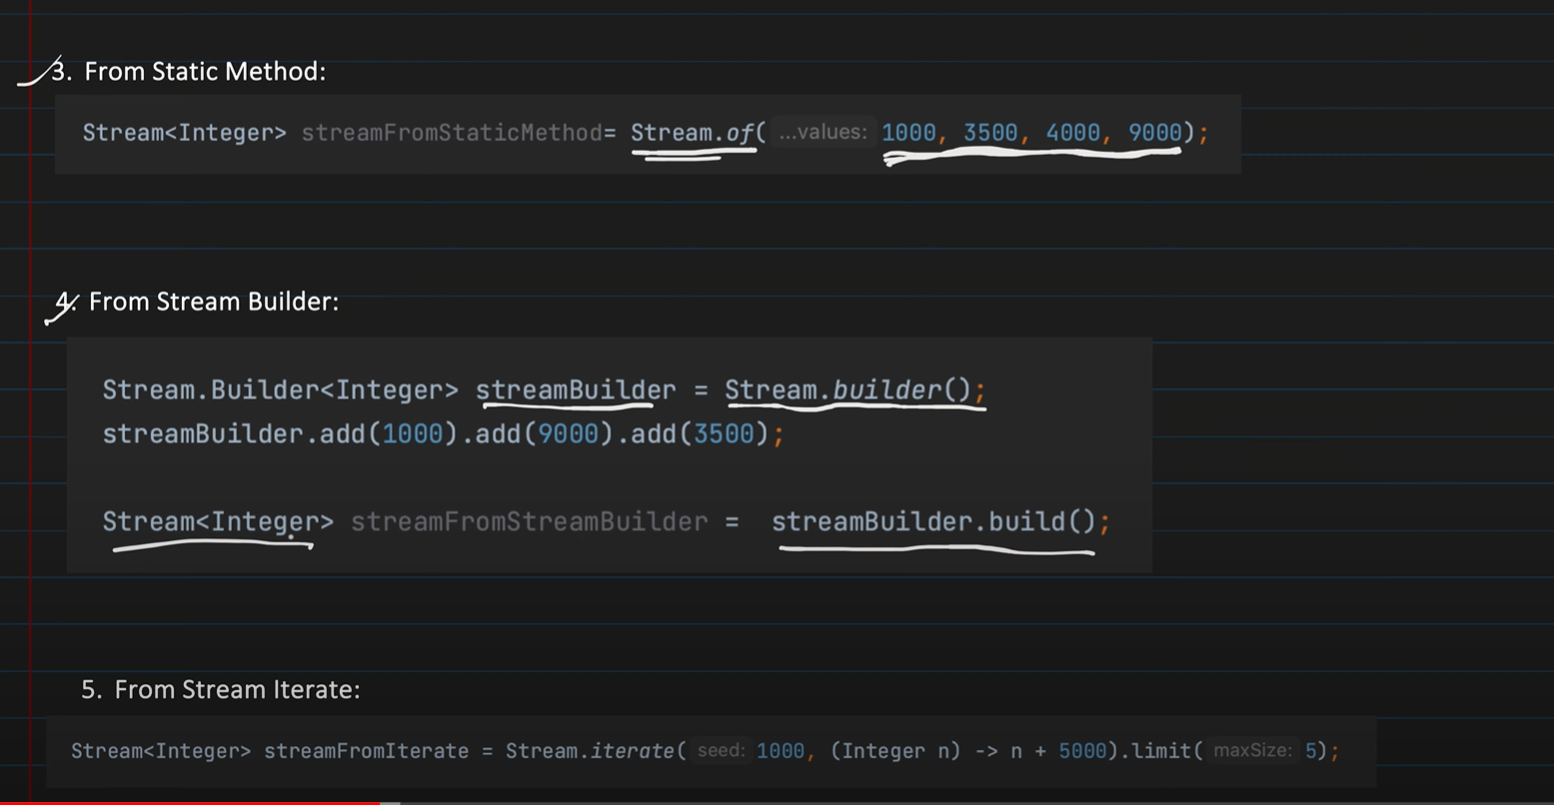 3. From Static Method:
Stream<Integer> streamFromStaticMethod= Stream.of( ...values: 1000, 3500, 4000, 9000);
4. From Stream Builder:
Stream.Builder<Integer> streamBuilder = Stream.builder();
streamBuilder.add(1000).add(9000).add(3500);
Stream<Integer> streamFromStreamBuilder = streamBuilder.build();
5. From Stream Iterate:
Stream<Integer> streamFromIterate = Stream.iterate( seed: 1000, (Integer n) -> n + 5000).limit( maxSize: 5);